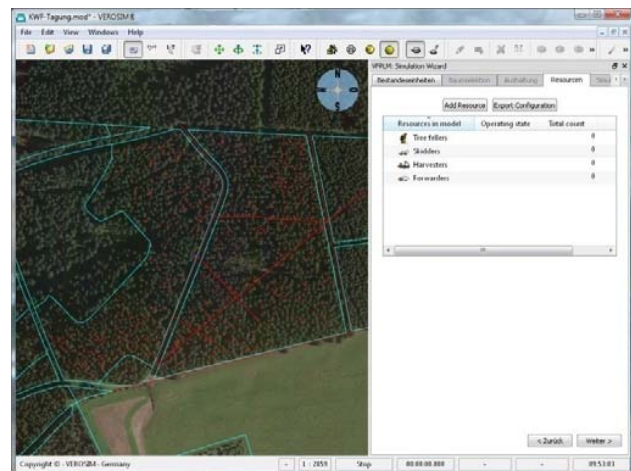 KWF-Tagung.mod* - VEROSIM®
File Edit View Windows Help
VFRLM: Simulation Wizard
Bestandeseinheiten Aushaltung Resourcen
Add Resource Export Configuration
Resources in model Operating state Total count
Tree fellers 0
Skidders 0
Harvesters 0
Forwarders 0
N
S
< Zurück Weiter >
Copyright © - VEROSIM - Germany - 1 : 2859 Stop 00:00:00.000 - - 09:53:03